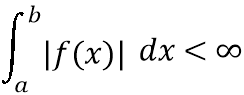 ∫_a^b |f(x)| dx < ∞